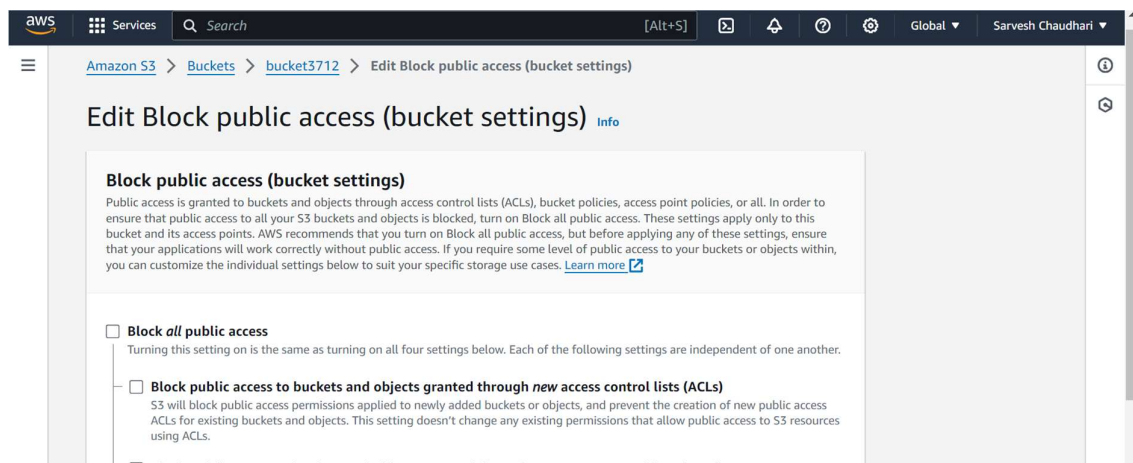 aws
Services
Search
[Alt+S]
Global
Sarvesh Chaudhari
Amazon S3 > Buckets > bucket3712 > Edit Block public access (bucket settings)
Edit Block public access (bucket settings) Info
Block public access (bucket settings)
Public access is granted to buckets and objects through access control lists (ACLs), bucket policies, access point policies, or all. In order to
ensure that public access to all your S3 buckets and objects is blocked, turn on Block all public access. These settings apply only to this
bucket and its access points. AWS recommends that you turn on Block all public access, but before applying any of these settings, ensure
that your applications will work correctly without public access. If you require some level of public access to your buckets or objects within,
you can customize the individual settings below to suit your specific storage use cases. Learn more
Block all public access
Turning this setting on is the same as turning on all four settings below. Each of the following settings are independent of one another.
Block public access to buckets and objects granted through new access control lists (ACLs)
S3 will block public access permissions applied to newly added buckets or objects, and prevent the creation of new public access
ACLs for existing buckets and objects. This setting doesn't change any existing permissions that allow public access to S3 resources
using ACLs.